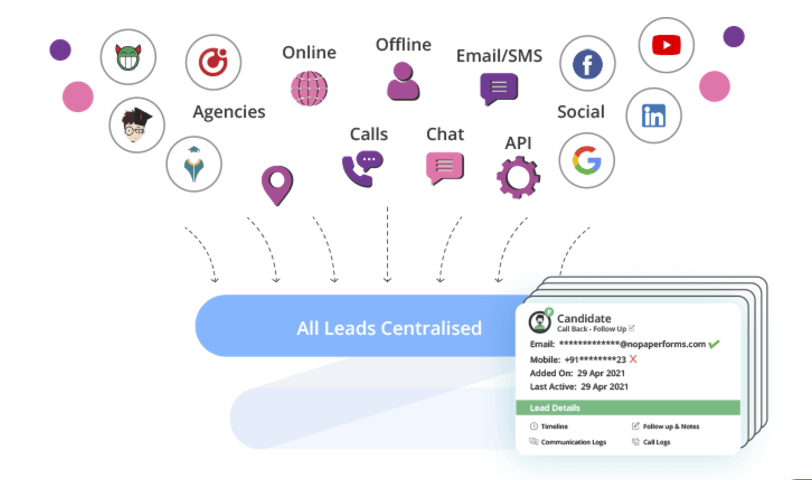 Online
Offline
Email/SMS
Agencies
Social
Calls
Chat
API
All Leads Centralised
Candidate
Call Back - Follow Up
Email: *************@nopaperforms.com
Mobile: +91********23
Added On: 29 Apr 2021
Last Active: 29 Apr 2021
Lead Details
Timeline
Follow up & Notes
Communication Logs
Call Logs